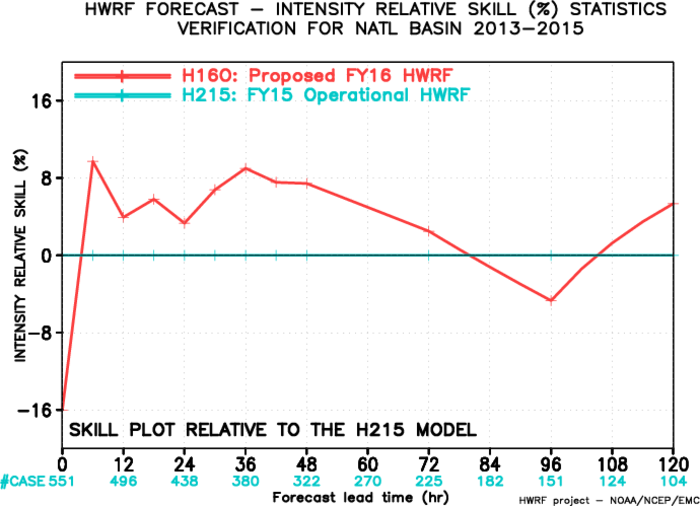 HWRF FORECAST – INTENSITY RELATIVE SKILL (%) STATISTICS
VERIFICATION FOR NATL BASIN 2013–2015
H160: Proposed FY16 HWRF
H215: FY15 Operational HWRF
INTENSITY RELATIVE SKILL (%)
16
8
0
–8
–16
SKILL PLOT RELATIVE TO THE H215 MODEL
0 12 24 36 48 60 72 84 96 108 120
#CASE 551 496 438 380 322 270 225 182 151 124 104
Forecast lead time (hr)
HWRF project – NOAA/NCEP/EMC